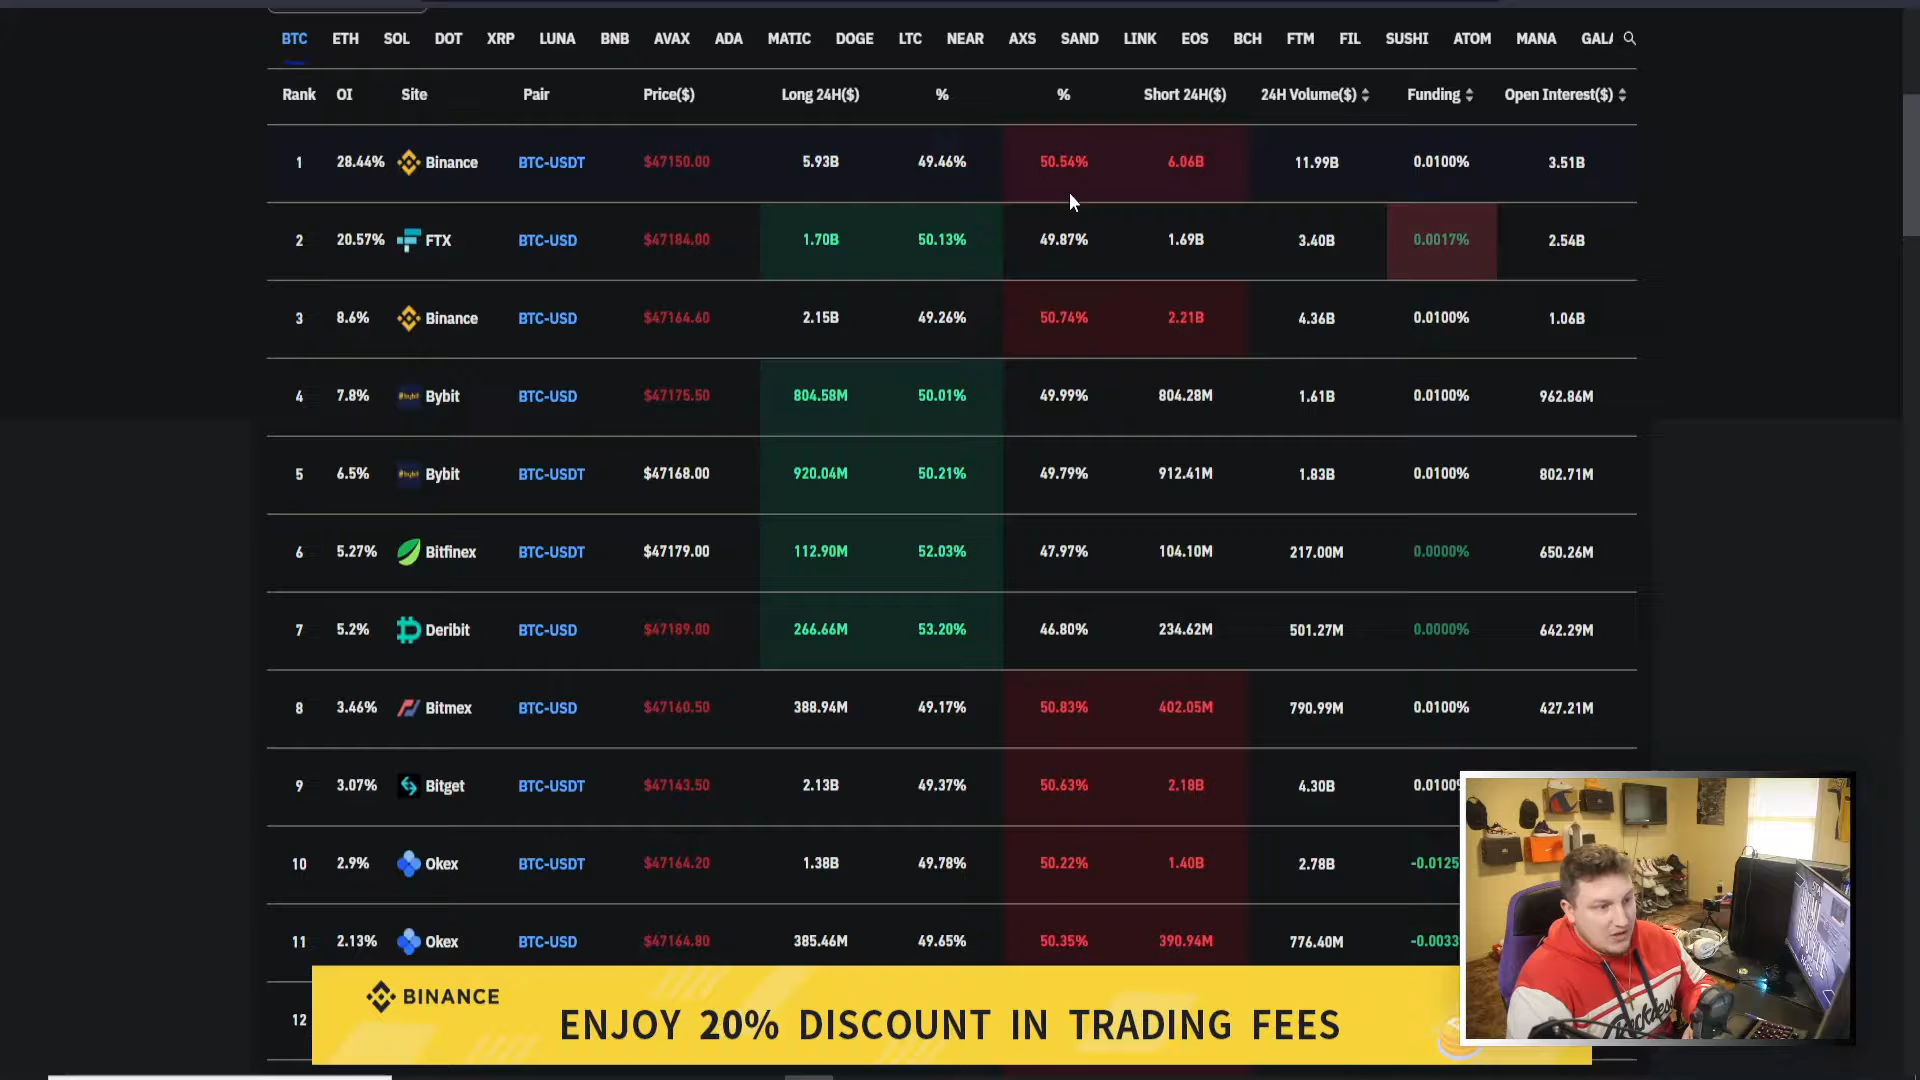 BTC ETH SOL DOT XRP LUNA BNB AVAX ADA MATIC DOGE LTC NEAR AXS SAND LINK EOS BCH FTM FIL SUSHI ATOM MANA GALA
Rank OI Site Pair Price($) Long 24H($) % % Short 24H($) 24H Volume($) Funding Open Interest($)
1 28.44% Binance BTC-USDT $47150.00 5.93B 49.46% 50.54% 6.06B 11.99B 0.0100% 3.51B
2 20.57% FTX BTC-USD $47184.00 1.70B 50.13% 49.87% 1.69B 3.40B 0.0017% 2.54B
3 8.6% Binance BTC-USD $47164.60 2.15B 49.26% 50.74% 2.21B 4.36B 0.0100% 1.06B
4 7.8% Bybit BTC-USD $47175.50 804.58M 50.01% 49.99% 804.28M 1.61B 0.0100% 962.86M
5 6.5% Bybit BTC-USDT $47168.00 920.04M 50.21% 49.79% 912.41M 1.83B 0.0100% 802.71M
6 5.27% Bitfinex BTC-USDT $47179.00 112.90M 52.03% 47.97% 104.10M 217.00M 0.0000% 650.26M
7 5.2% Deribit BTC-USD $47189.00 266.66M 53.20% 46.80% 234.62M 501.27M 0.0000% 642.29M
8 3.46% Bitmex BTC-USD $47160.50 388.94M 49.17% 50.83% 402.05M 790.99M 0.0100% 427.21M
9 3.07% Bitget BTC-USDT $47143.50 2.13B 49.37% 50.63% 2.18B 4.30B 0.0100%
10 2.9% Okex BTC-USDT $47164.20 1.38B 49.78% 50.22% 1.40B 2.78B -0.0125
11 2.13% Okex BTC-USD $47164.80 385.46M 49.65% 50.35% 390.94M 776.40M -0.0033
12
BINANCE
ENJOY 20% DISCOUNT IN TRADING FEES